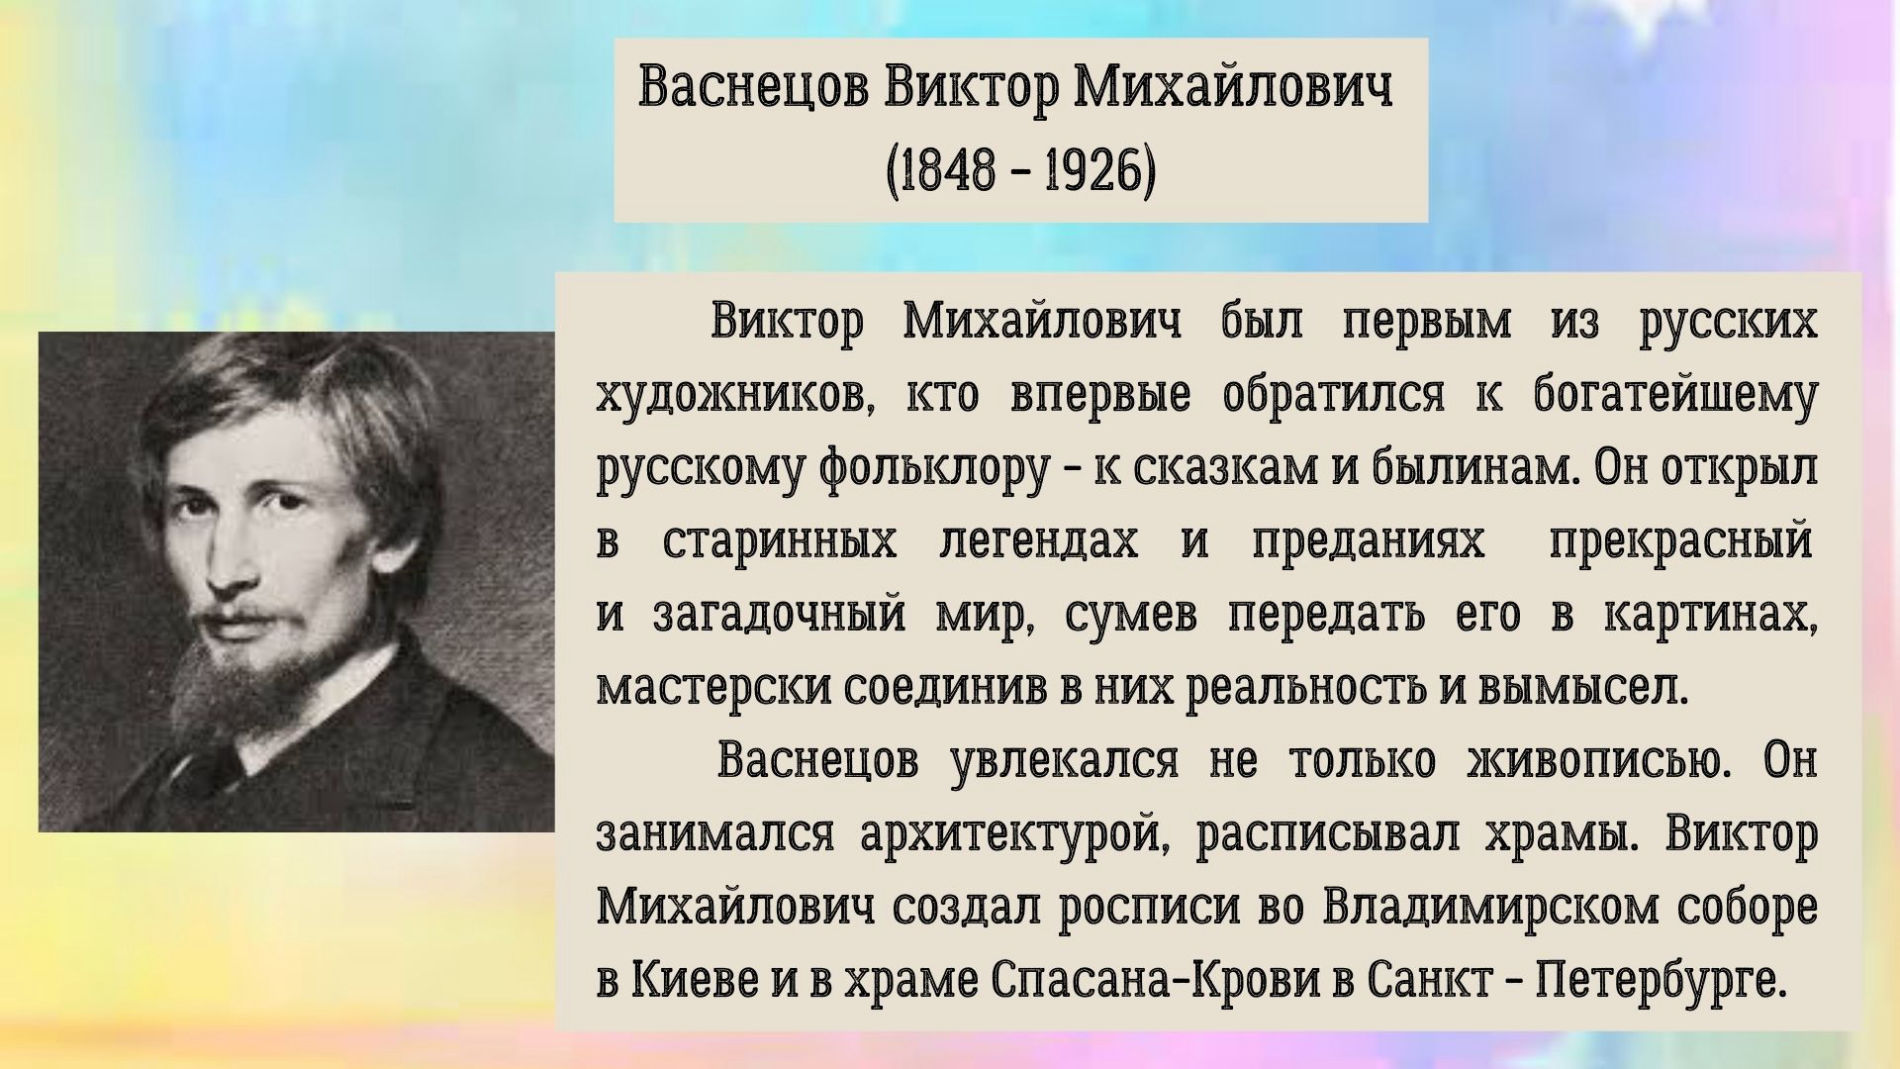 Васнецов Виктор Михайлович
(1848 – 1926)
Виктор Михайлович был первым из русских
художников, кто впервые обратился к богатейшему
русскому фольклору – к сказкам и былинам. Он открыл
в старинных легендах и преданиях прекрасный
и загадочный мир, сумев передать его в картинах,
мастерски соединив в них реальность и вымысел.
Васнецов увлекался не только живописью. Он
занимался архитектурой, расписывал храмы. Виктор
Михайлович создал росписи во Владимирском соборе
в Киеве и в храме Спасана-Крови в Санкт – Петербурге.